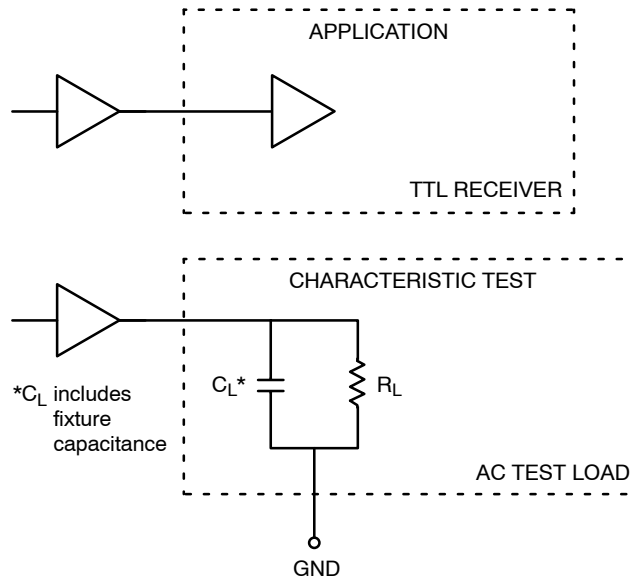 APPLICATION
TTL RECEIVER
CHARACTERISTIC TEST
*CL includes
fixture
capacitance
CL*
RL
AC TEST LOAD
GND